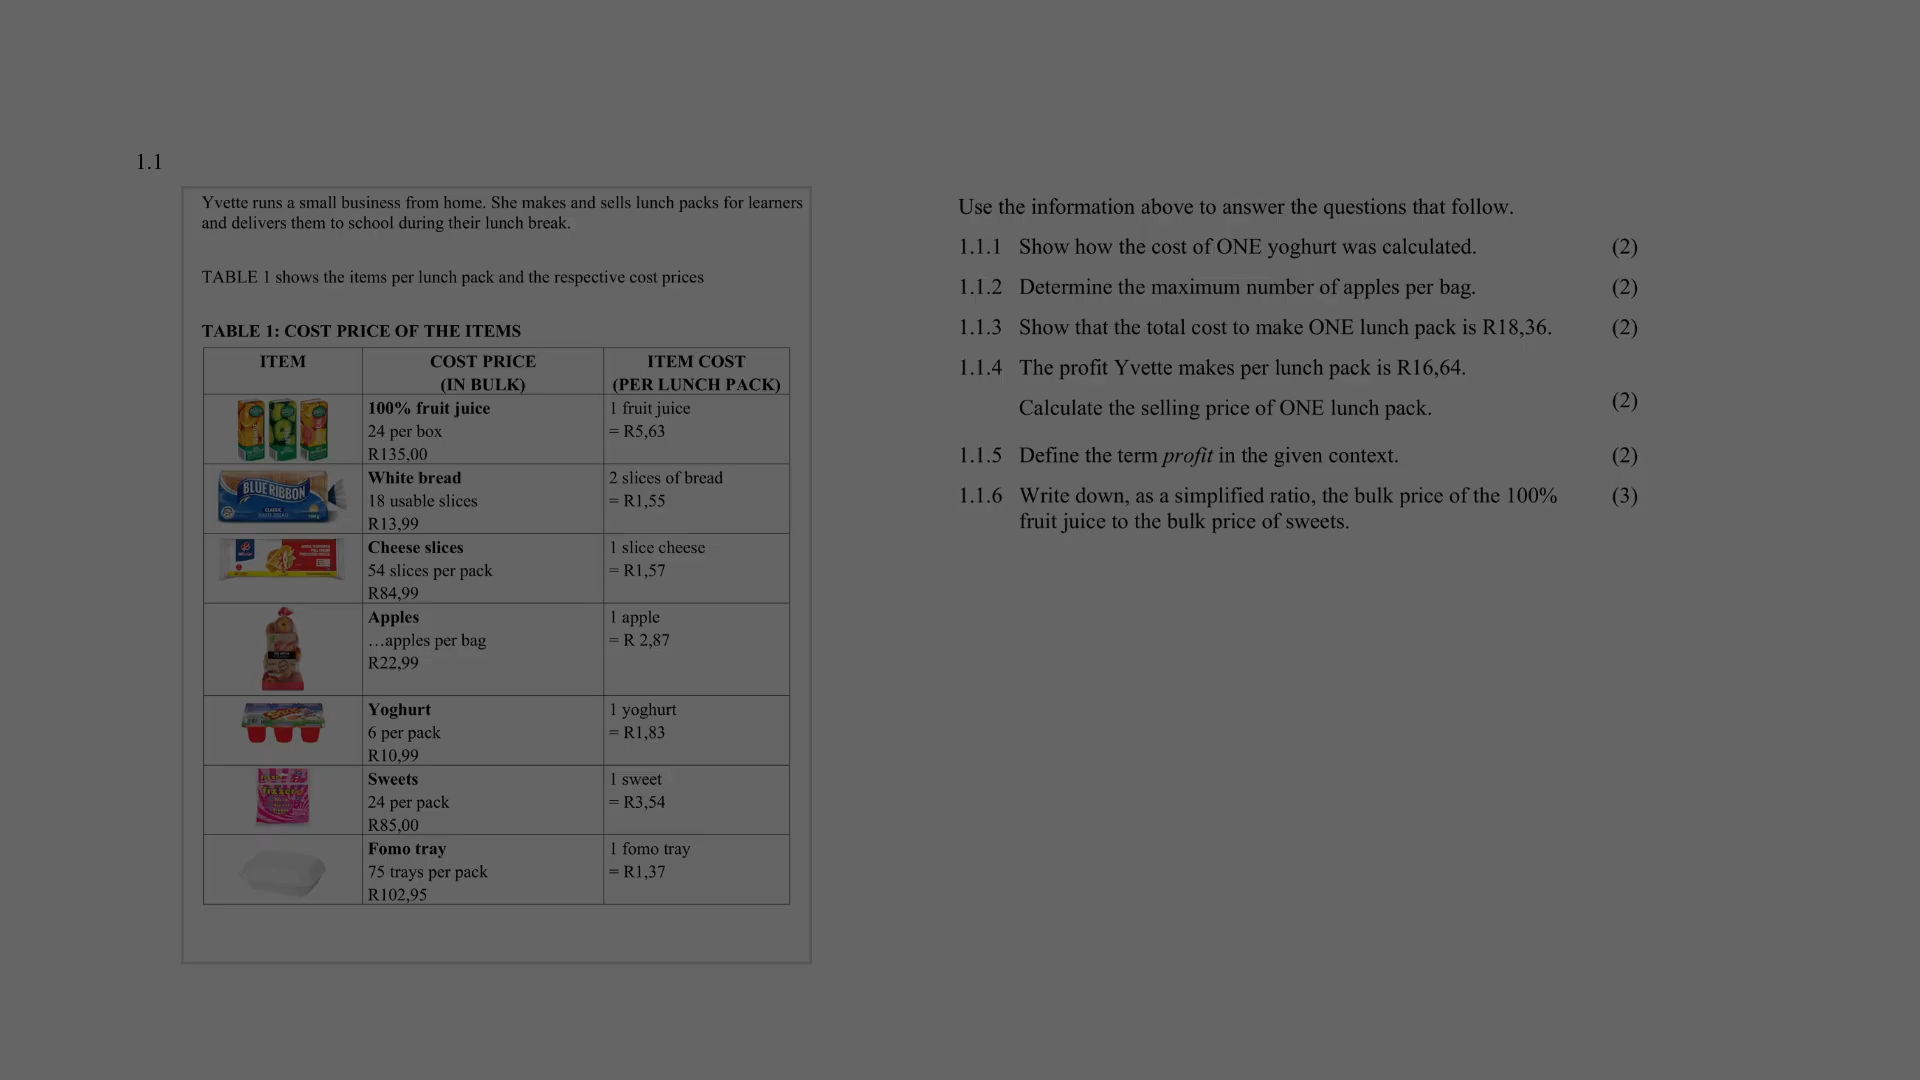 1.1
Yvette runs a small business from home. She makes and sells lunch packs for learners
and delivers them to school during their lunch break.
TABLE 1 shows the items per lunch pack and the respective cost prices
TABLE 1: COST PRICE OF THE ITEMS
ITEM COST PRICE ITEM COST
(IN BULK) (PER LUNCH PACK)
100% fruit juice 1 fruit juice
24 per box = R5,63
R135,00
White bread 2 slices of bread
18 usable slices = R1,55
R13,99
BLUE RIBBON
CLASSIC
Cheese slices 1 slice cheese
54 slices per pack = R1,57
R84,99
Apples 1 apple
…apples per bag = R 2,87
R22,99
Yoghurt 1 yoghurt
6 per pack = R1,83
R10,99
Sweets 1 sweet
24 per pack = R3,54
R85,00
Fomo tray 1 fomo tray
75 trays per pack = R1,37
R102,95
Use the information above to answer the questions that follow.
1.1.1 Show how the cost of ONE yoghurt was calculated. (2)
1.1.2 Determine the maximum number of apples per bag. (2)
1.1.3 Show that the total cost to make ONE lunch pack is R18,36. (2)
1.1.4 The profit Yvette makes per lunch pack is R16,64.
Calculate the selling price of ONE lunch pack. (2)
1.1.5 Define the term profit in the given context. (2)
1.1.6 Write down, as a simplified ratio, the bulk price of the 100% (3)
fruit juice to the bulk price of sweets.